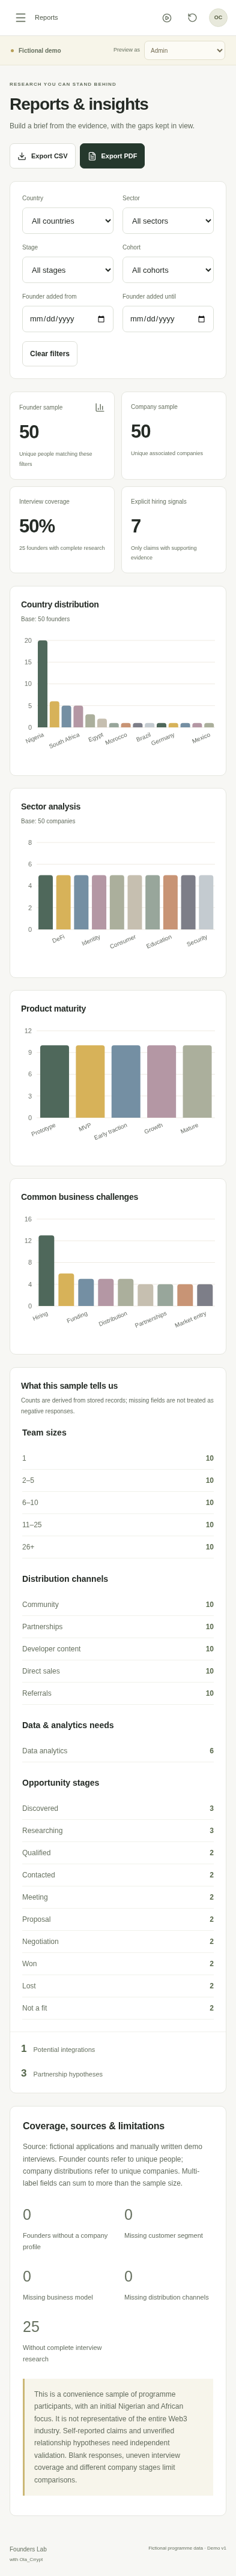 Reports
OC
Fictional demo
Preview as
Admin
RESEARCH YOU CAN STAND BEHIND
Reports & insights
Build a brief from the evidence, with the gaps kept in view.
Export CSV
Export PDF
Country
Sector
All countries
All sectors
Stage
Cohort
All stages
All cohorts
Founder added from
Founder added until
mm/dd/yyyy
mm/dd/yyyy
Clear filters
Founder sample
50
Unique people matching these
filters
Company sample
50
Unique associated companies
Interview coverage
50%
25 founders with complete research
Explicit hiring signals
7
Only claims with supporting
evidence
Country distribution
Base: 50 founders
20
15
10
5
0
Nigeria
South Africa
Egypt
Morocco
Brazil
Germany
Mexico
Sector analysis
Base: 50 companies
8
6
4
2
0
DeFi
Identity
Consumer
Education
Security
Product maturity
12
9
6
3
0
Prototype
MVP
Early traction
Growth
Mature
Common business challenges
16
12
8
4
0
Hiring
Funding
Distribution
Partnerships
Market entry
What this sample tells us
Counts are derived from stored records; missing fields are not treated as
negative responses.
Team sizes
1 10
2–5 10
6–10 10
11–25 10
26+ 10
Distribution channels
Community 10
Partnerships 10
Developer content 10
Direct sales 10
Referrals 10
Data & analytics needs
Data analytics 6
Opportunity stages
Discovered 3
Researching 3
Qualified 2
Contacted 2
Meeting 2
Proposal 2
Negotiation 2
Won 2
Lost 2
Not a fit 2
1 Potential integrations
3 Partnership hypotheses
Coverage, sources & limitations
Source: fictional applications and manually written demo
interviews. Founder counts refer to unique people;
company distributions refer to unique companies. Multi-
label fields can sum to more than the sample size.
0
Founders without a company
profile
0
Missing customer segment
0
Missing business model
0
Missing distribution channels
25
Without complete interview
research
This is a convenience sample of programme
participants, with an initial Nigerian and African
focus. It is not representative of the entire Web3
industry. Self-reported claims and unverified
relationship hypotheses need independent
validation. Blank responses, uneven interview
coverage and different company stages limit
comparisons.
Founders Lab
with Ola_Crrypt
Fictional programme data · Demo v1